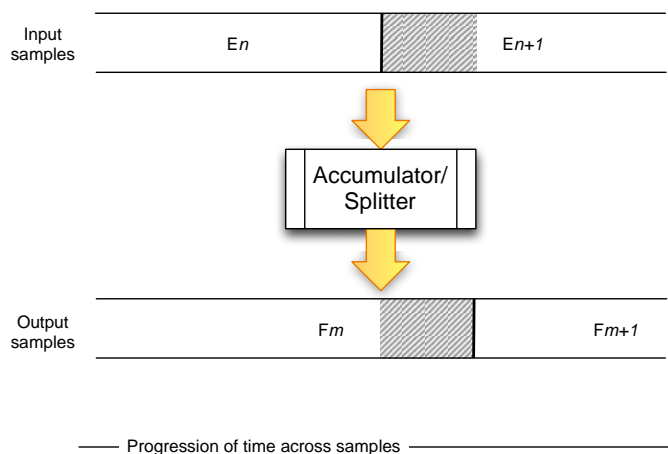 Input
samples
En
En+1
Accumulator/
Splitter
Output
samples
Fm
Fm+1
Progression of time across samples